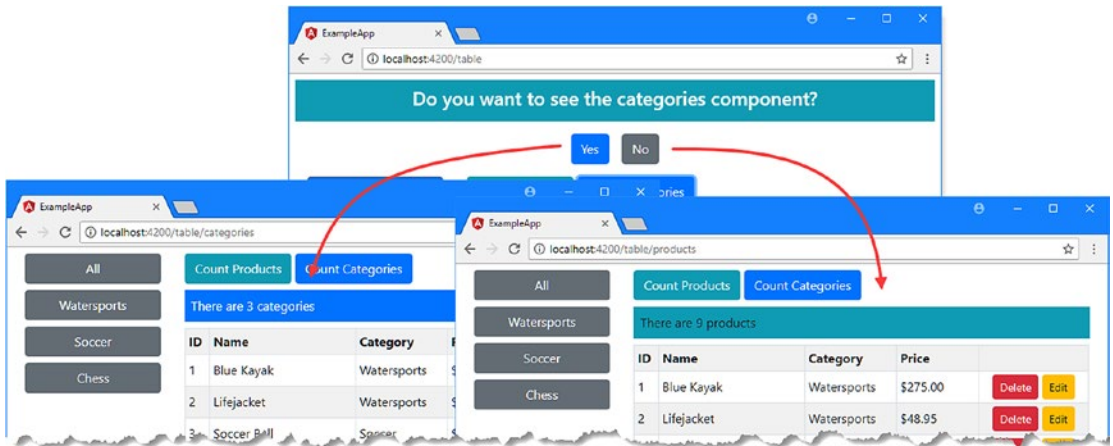 ExampleApp
localhost:4200/table
Do you want to see the categories component?
Yes No
ories
ExampleApp
localhost:4200/table/categories
All
Watersports
Soccer
Chess
Count Products Count Categories
There are 3 categories
ID Name Category
1 Blue Kayak Watersports $
2 Lifejacket Watersports $
3 Soccer Ball Soccer
ExampleApp
localhost:4200/table/products
All
Watersports
Soccer
Chess
Count Products Count Categories
There are 9 products
ID Name Category Price
1 Blue Kayak Watersports $275.00 Delete Edit
2 Lifejacket Watersports $48.95 Delete Edit